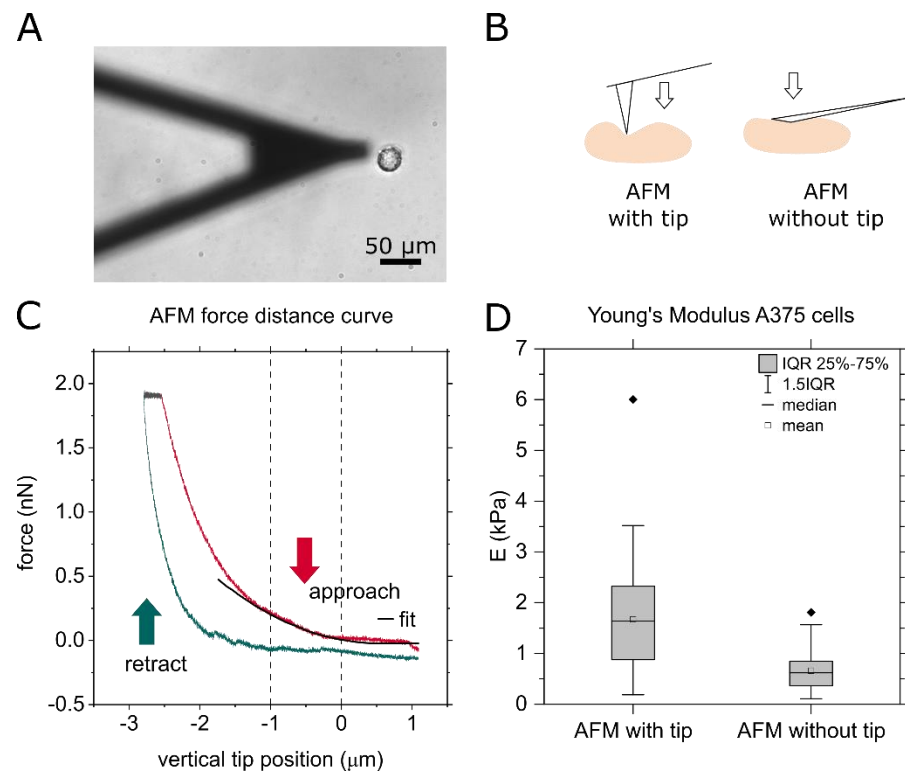 A
50 μm
B
AFM
with tip
AFM
without tip
C
AFM force distance curve
force (nN)
2.0
1.5
1.0
0.5
0.0
-0.5
approach
fit
retract
-3
-2
-1
0
1
vertical tip position (μm)
D
Young's Modulus A375 cells
E (kPa)
7
6
5
4
3
2
1
0
IQR 25%-75%
1.5IQR
median
mean
AFM with tip
AFM without tip